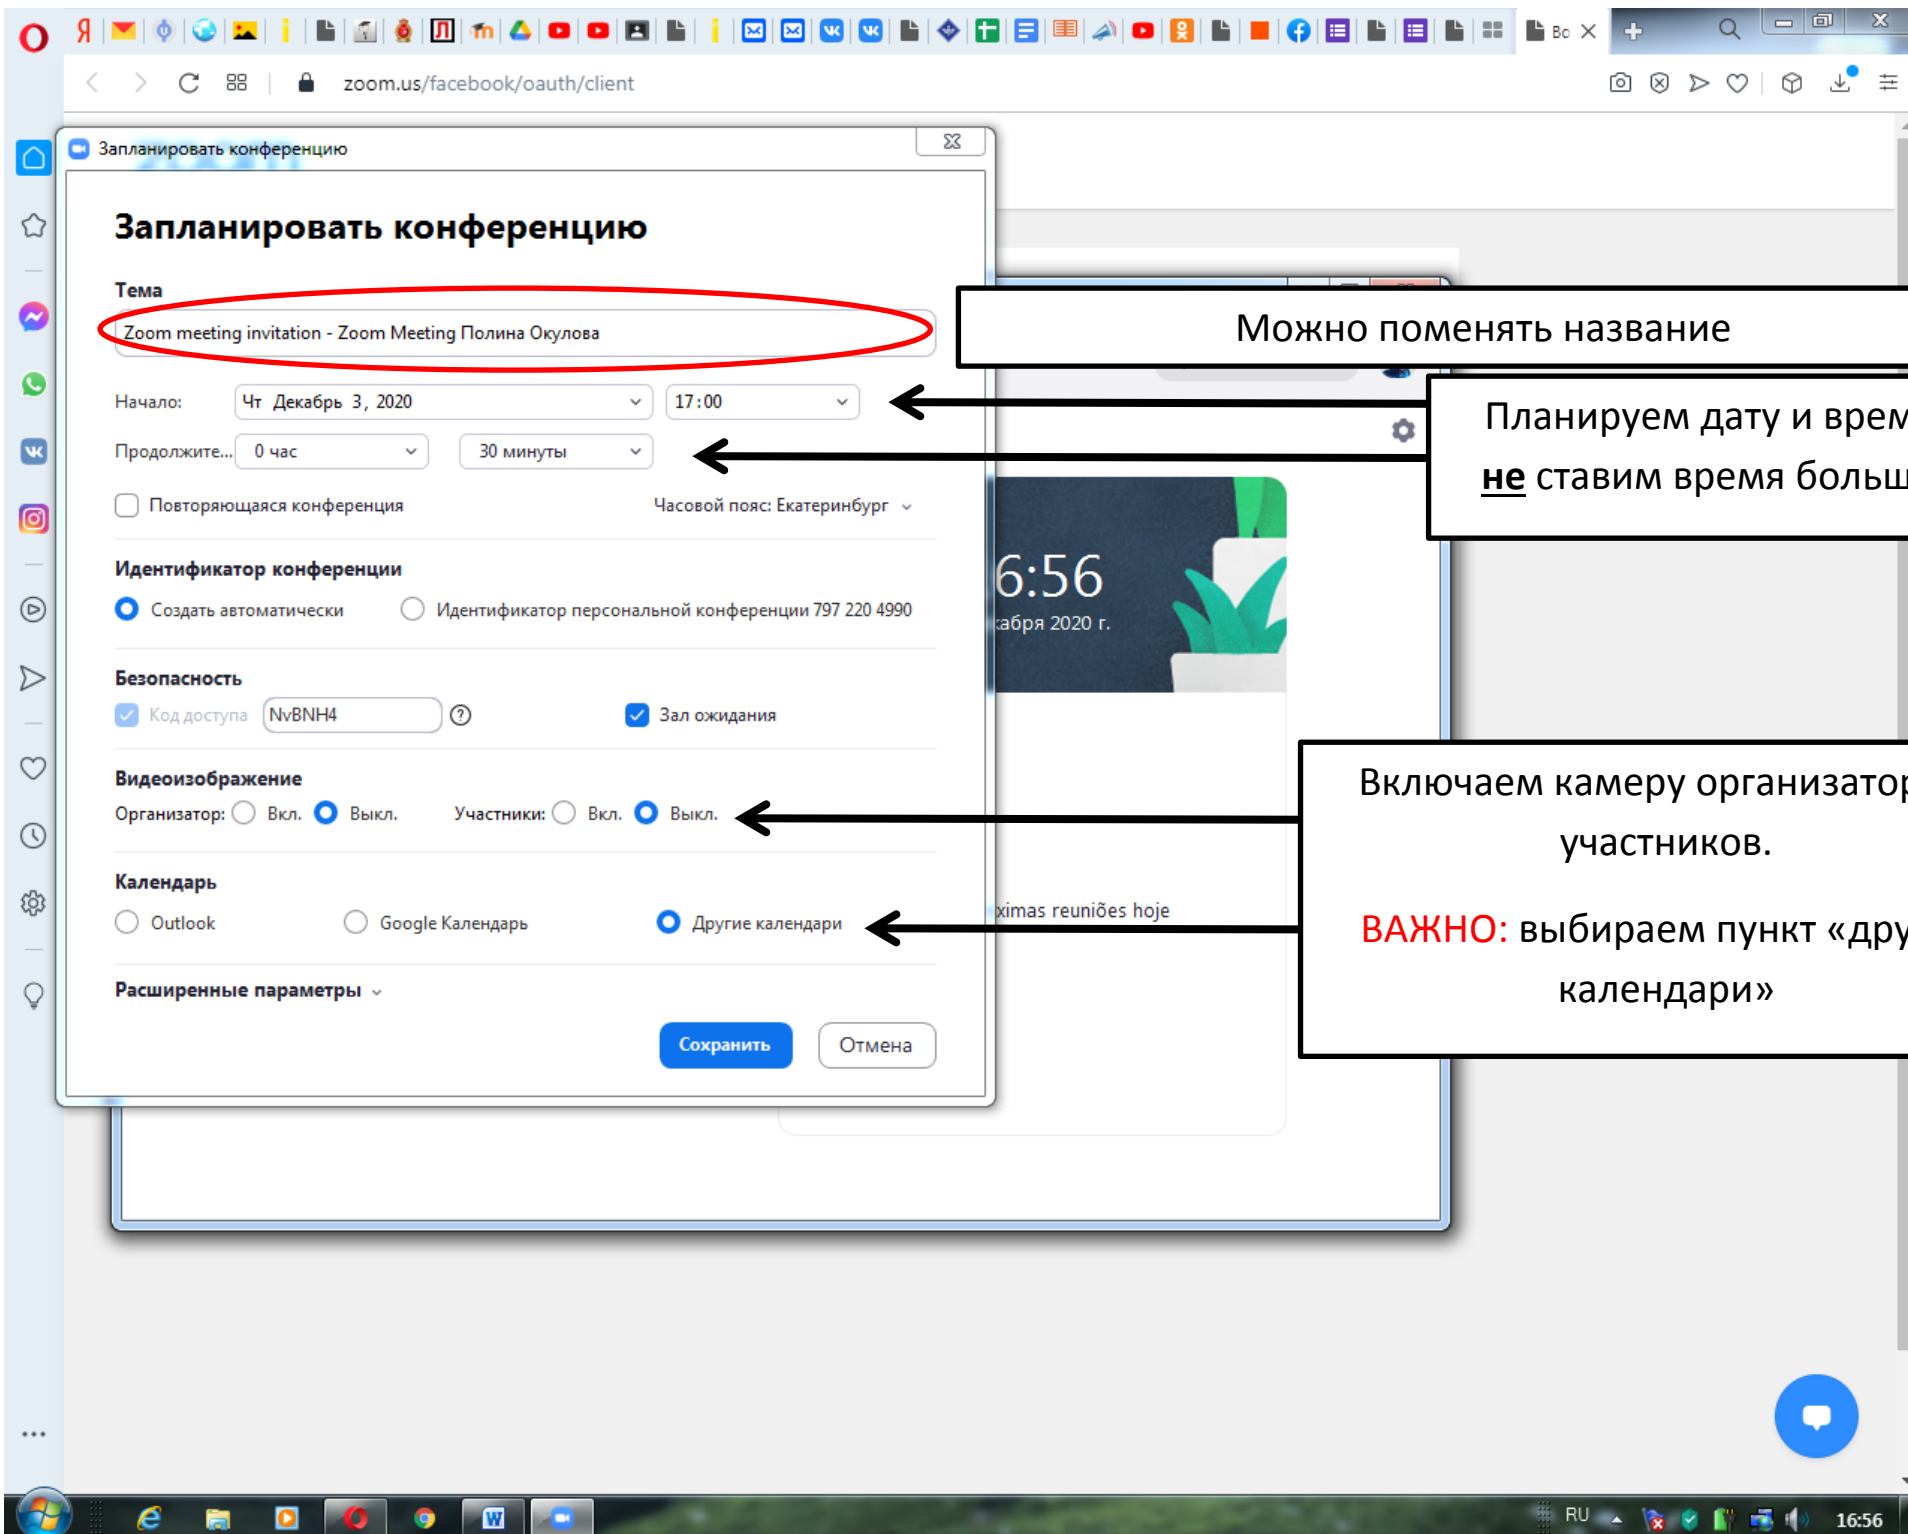 Во
zoom.us/facebook/oauth/client
Запланировать конференцию
Запланировать конференцию
Тема
Zoom meeting invitation - Zoom Meeting Полина Окулова
Можно поменять название
Начало: Чт Декабрь 3, 2020 17:00
Планируем дату и врем
Продолжите... 0 час 30 минуты
не ставим время больш
Повторяющаяся конференция Часовой пояс: Екатеринбург
Идентификатор конференции
6:56
Создать автоматически Идентификатор персональной конференции 797 220 4990
кабря 2020 г.
Безопасность
Код доступа NvBNH4 Зал ожидания
Видеоизображение
Организатор: Вкл. Выкл. Участники: Вкл. Выкл.
Включаем камеру организатор
участников.
Календарь
Outlook Google Календарь Другие календари
ximas reuniões hoje
ВАЖНО: выбираем пункт «дру
календари»
Расширенные параметры
Сохранить Отмена
RU 16:56